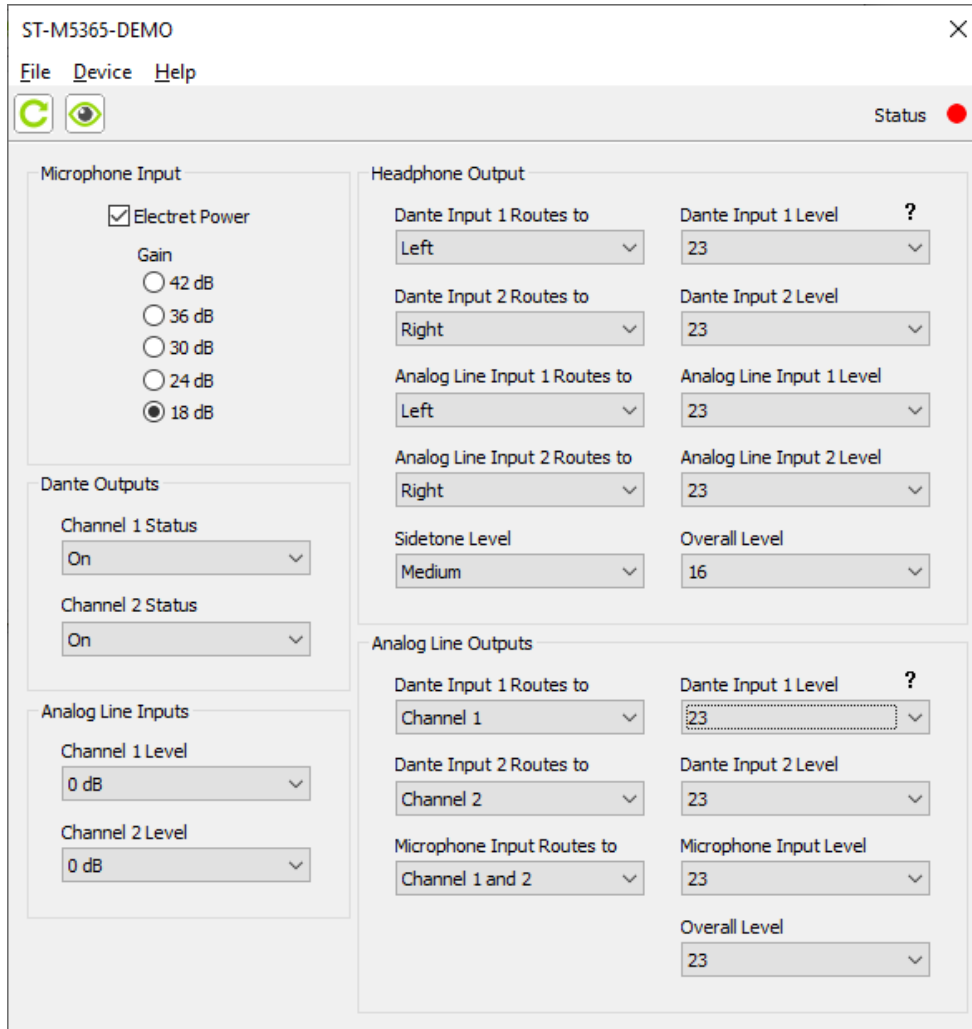 ST-M5365-DEMO
File Device Help
Status
Microphone Input
Electret Power
Gain
42 dB
36 dB
30 dB
24 dB
18 dB
Dante Outputs
Channel 1 Status
On
Channel 2 Status
On
Analog Line Inputs
Channel 1 Level
0 dB
Channel 2 Level
0 dB
Headphone Output
Dante Input 1 Routes to
Left
Dante Input 1 Level ?
23
Dante Input 2 Routes to
Right
Dante Input 2 Level
23
Analog Line Input 1 Routes to
Left
Analog Line Input 1 Level
23
Analog Line Input 2 Routes to
Right
Analog Line Input 2 Level
23
Sidetone Level
Medium
Overall Level
16
Analog Line Outputs
Dante Input 1 Routes to
Channel 1
Dante Input 1 Level ?
23
Dante Input 2 Routes to
Channel 2
Dante Input 2 Level
23
Microphone Input Routes to
Channel 1 and 2
Microphone Input Level
23
Overall Level
23